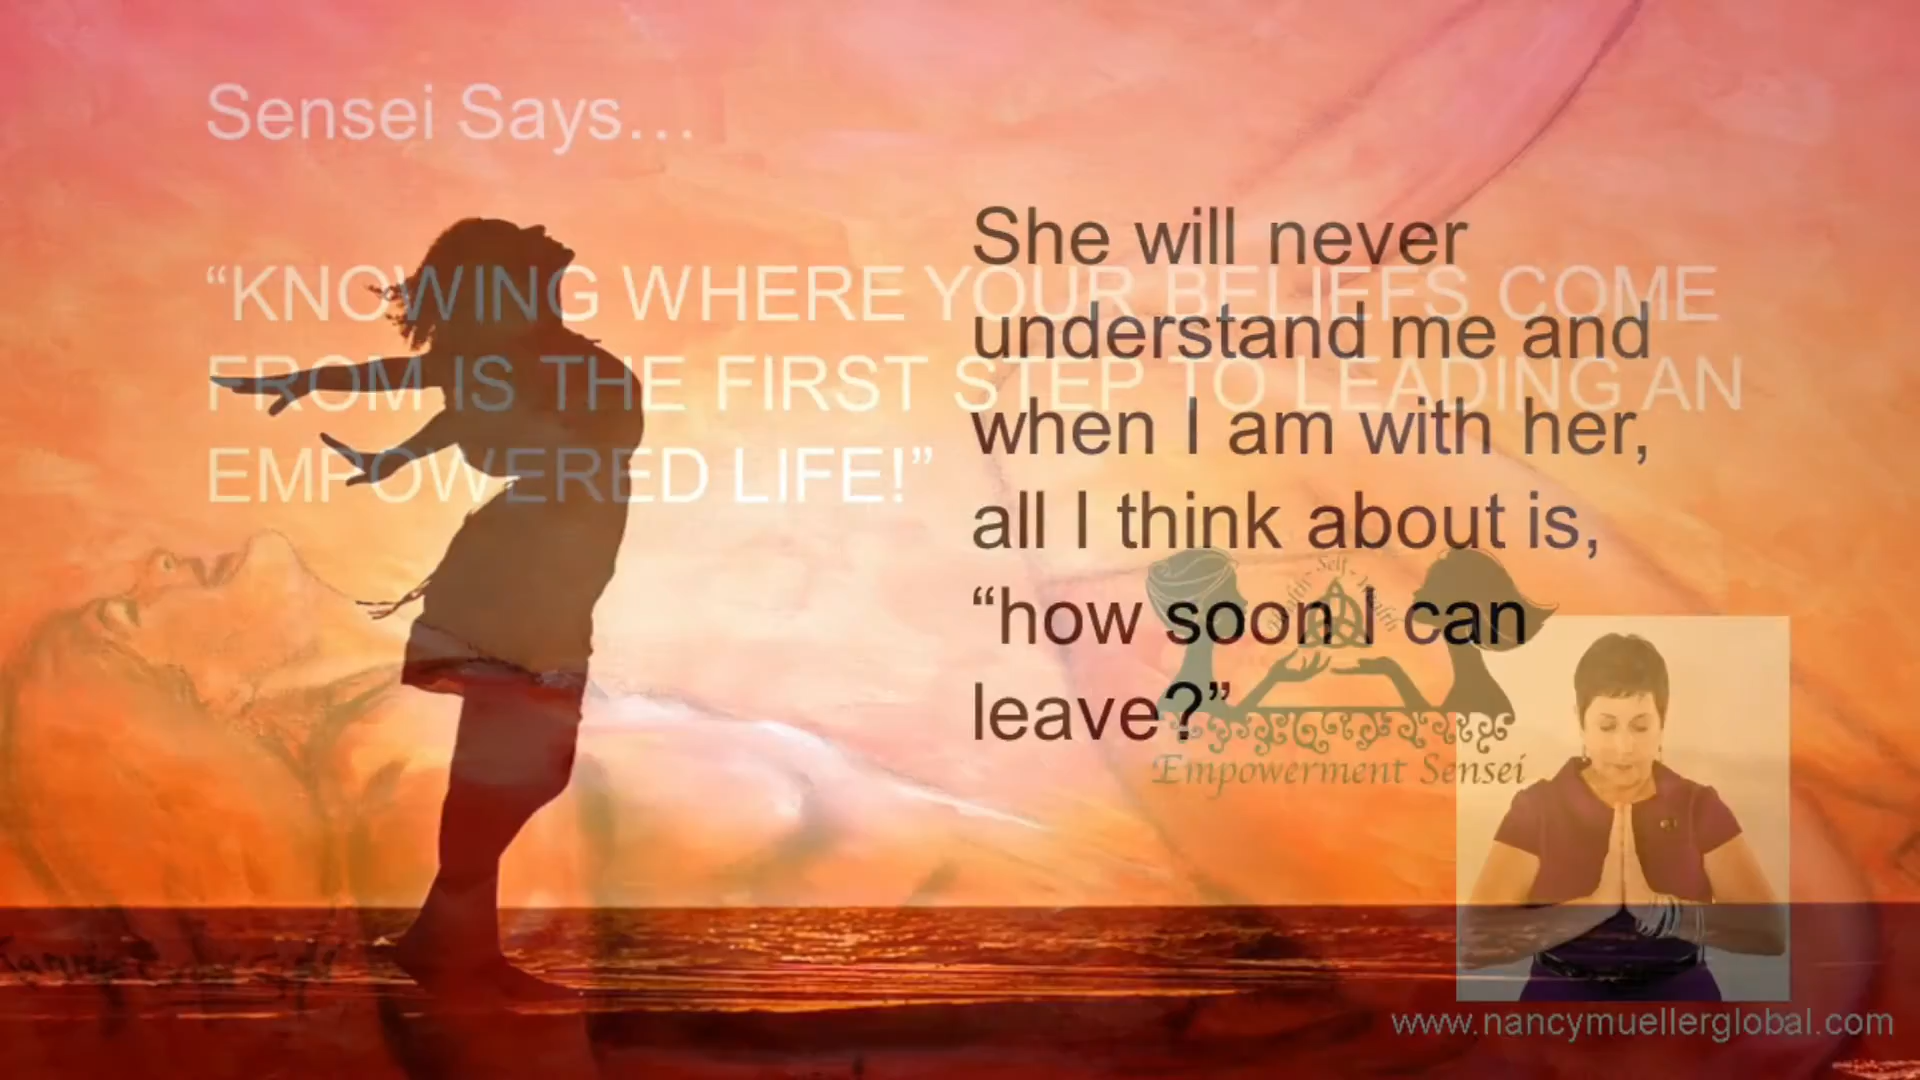 Sensei Says...
“KNOWING WHERE YOUR BELIEFS COME
FROM IS THE FIRST STEP TO LEADING AN
EMPOWERED LIFE!”
She will never
understand me and
when I am with her,
all I think about is,
“how soon I can
leave?”
Self
Empowerment Sensei
www.nancymuellerglobal.com